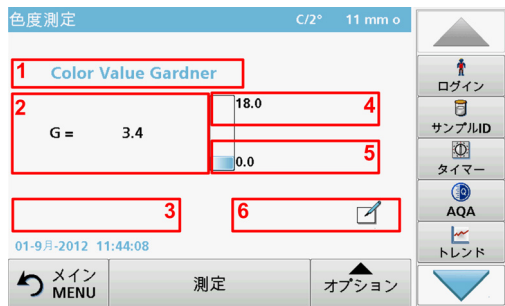 色度測定 C/2° 11 mm o
1 Color Value Gardner
2
G = 3.4
18.0 4
0.0 5
3
6
01-9月-2012 11:44:08
メイン
MENU
測定
オプション
ログイン
サンプルID
タイマー
AQA
トレンド